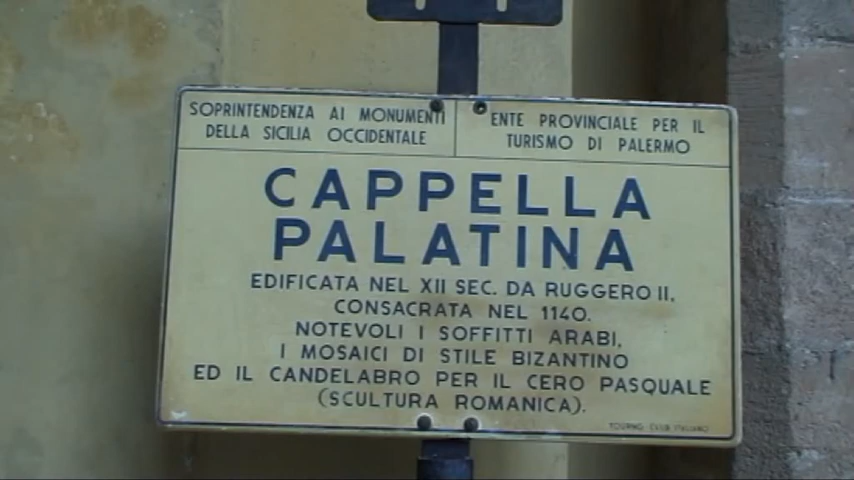 SOPRINTENDENZA AI MONUMENTI
DELLA SICILIA OCCIDENTALE
ENTE PROVINCIALE PER IL
TURISMO DI PALERMO
CAPPELLA
PALATINA
EDIFICATA NEL XII SEC. DA RUGGERO II,
CONSACRATA NEL 1140.
NOTEVOLI I SOFFITTI ARABI,
I MOSAICI DI STILE BIZANTINO
ED IL CANDELABRO PER IL CERO PASQUALE
(SCULTURA ROMANICA).
TOURING CLUB ITALIANO